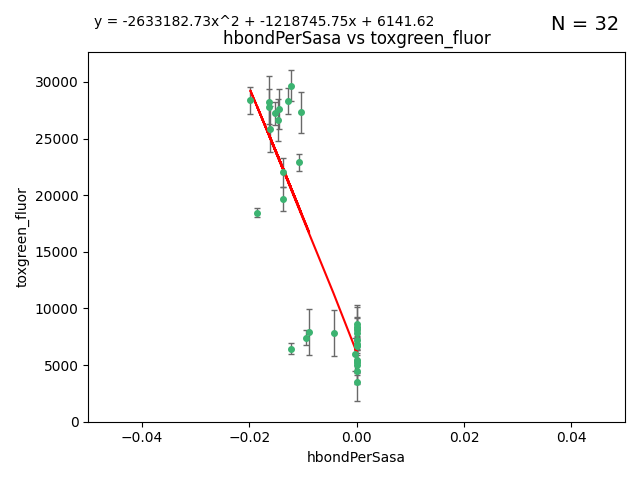 y = -2633182.73x^2 + -1218745.75x + 6141.62
N = 32
hbondPerSasa vs toxgreen_fluor
30000
25000
20000
15000
10000
5000
0
toxgreen_fluor
−0.04
−0.02
0.00
0.02
0.04
hbondPerSasa